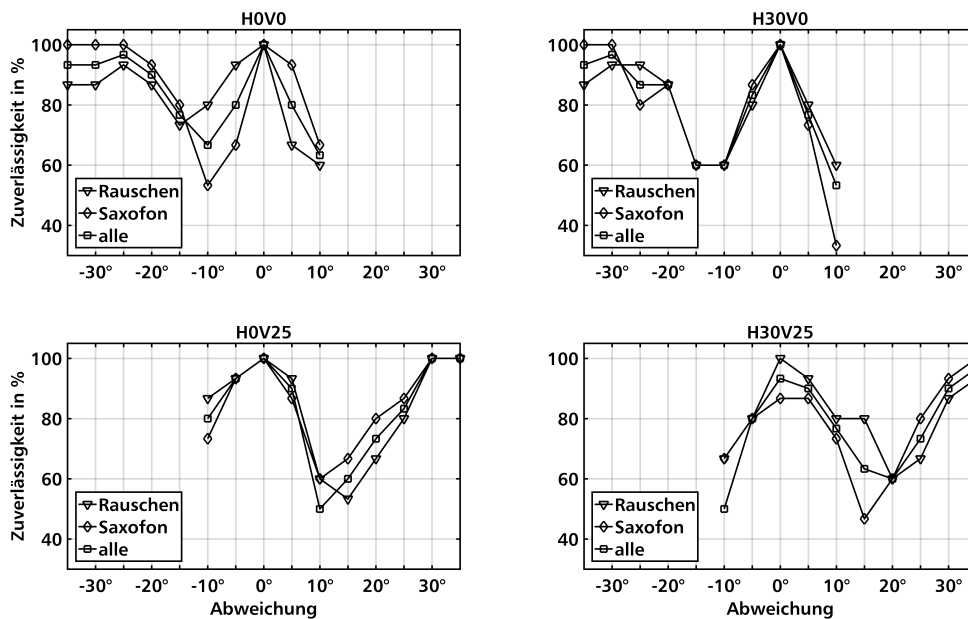 H0V0
Zuverlässigkeit in %
100
80
60
40
Rauschen
Saxofon
alle
-30° -20° -10° 0° 10° 20° 30°
H30V0
100
80
60
40
Rauschen
Saxofon
alle
-30° -20° -10° 0° 10° 20° 30°
H0V25
Zuverlässigkeit in %
100
80
60
40
Rauschen
Saxofon
alle
-30° -20° -10° 0° 10° 20° 30°
Abweichung
H30V25
100
80
60
40
Rauschen
Saxofon
alle
-30° -20° -10° 0° 10° 20° 30°
Abweichung